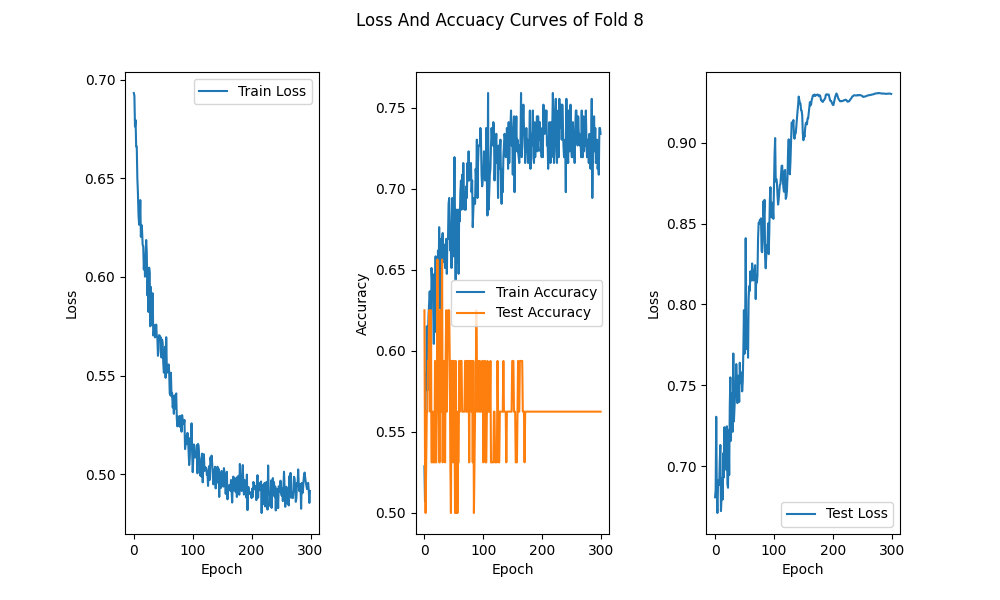 Loss And Accuacy Curves of Fold 8
0.70
0.65
0.60
0.55
0.50
Loss
0 100 200 300
Epoch
Train Loss
0.75
0.70
0.65
0.60
0.55
0.50
Accuracy
0 100 200 300
Epoch
Train Accuracy
Test Accuracy
0.90
0.85
0.80
0.75
0.70
Loss
0 100 200 300
Epoch
Test Loss